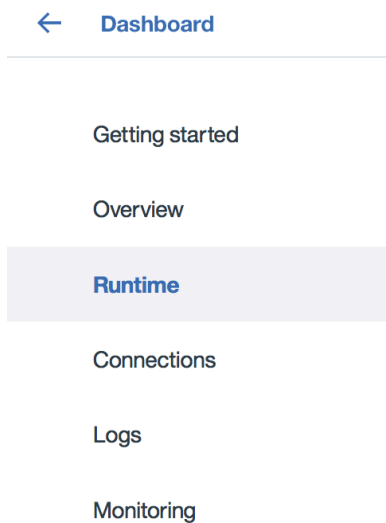 Dashboard
Getting started
Overview
Runtime
Connections
Logs
Monitoring